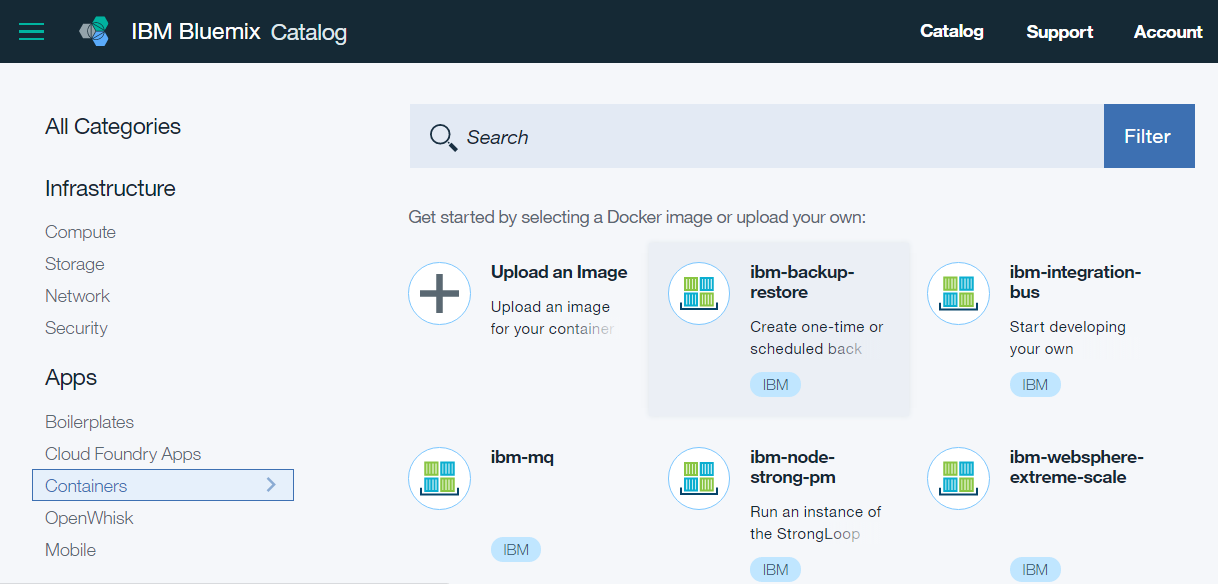 IBM Bluemix Catalog
Catalog
Support
Account
All Categories
Infrastructure
Compute
Storage
Network
Security
Apps
Boilerplates
Cloud Foundry Apps
Containers
OpenWhisk
Mobile
Search
Filter
Get started by selecting a Docker image or upload your own:
Upload an Image
Upload an image
for your container
ibm-backup-
restore
Create one-time or
scheduled back
IBM
ibm-integration-
bus
Start developing
your own
IBM
ibm-mq
IBM
ibm-node-
strong-pm
Run an instance of
the StrongLoop
IBM
ibm-websphere-
extreme-scale
IBM